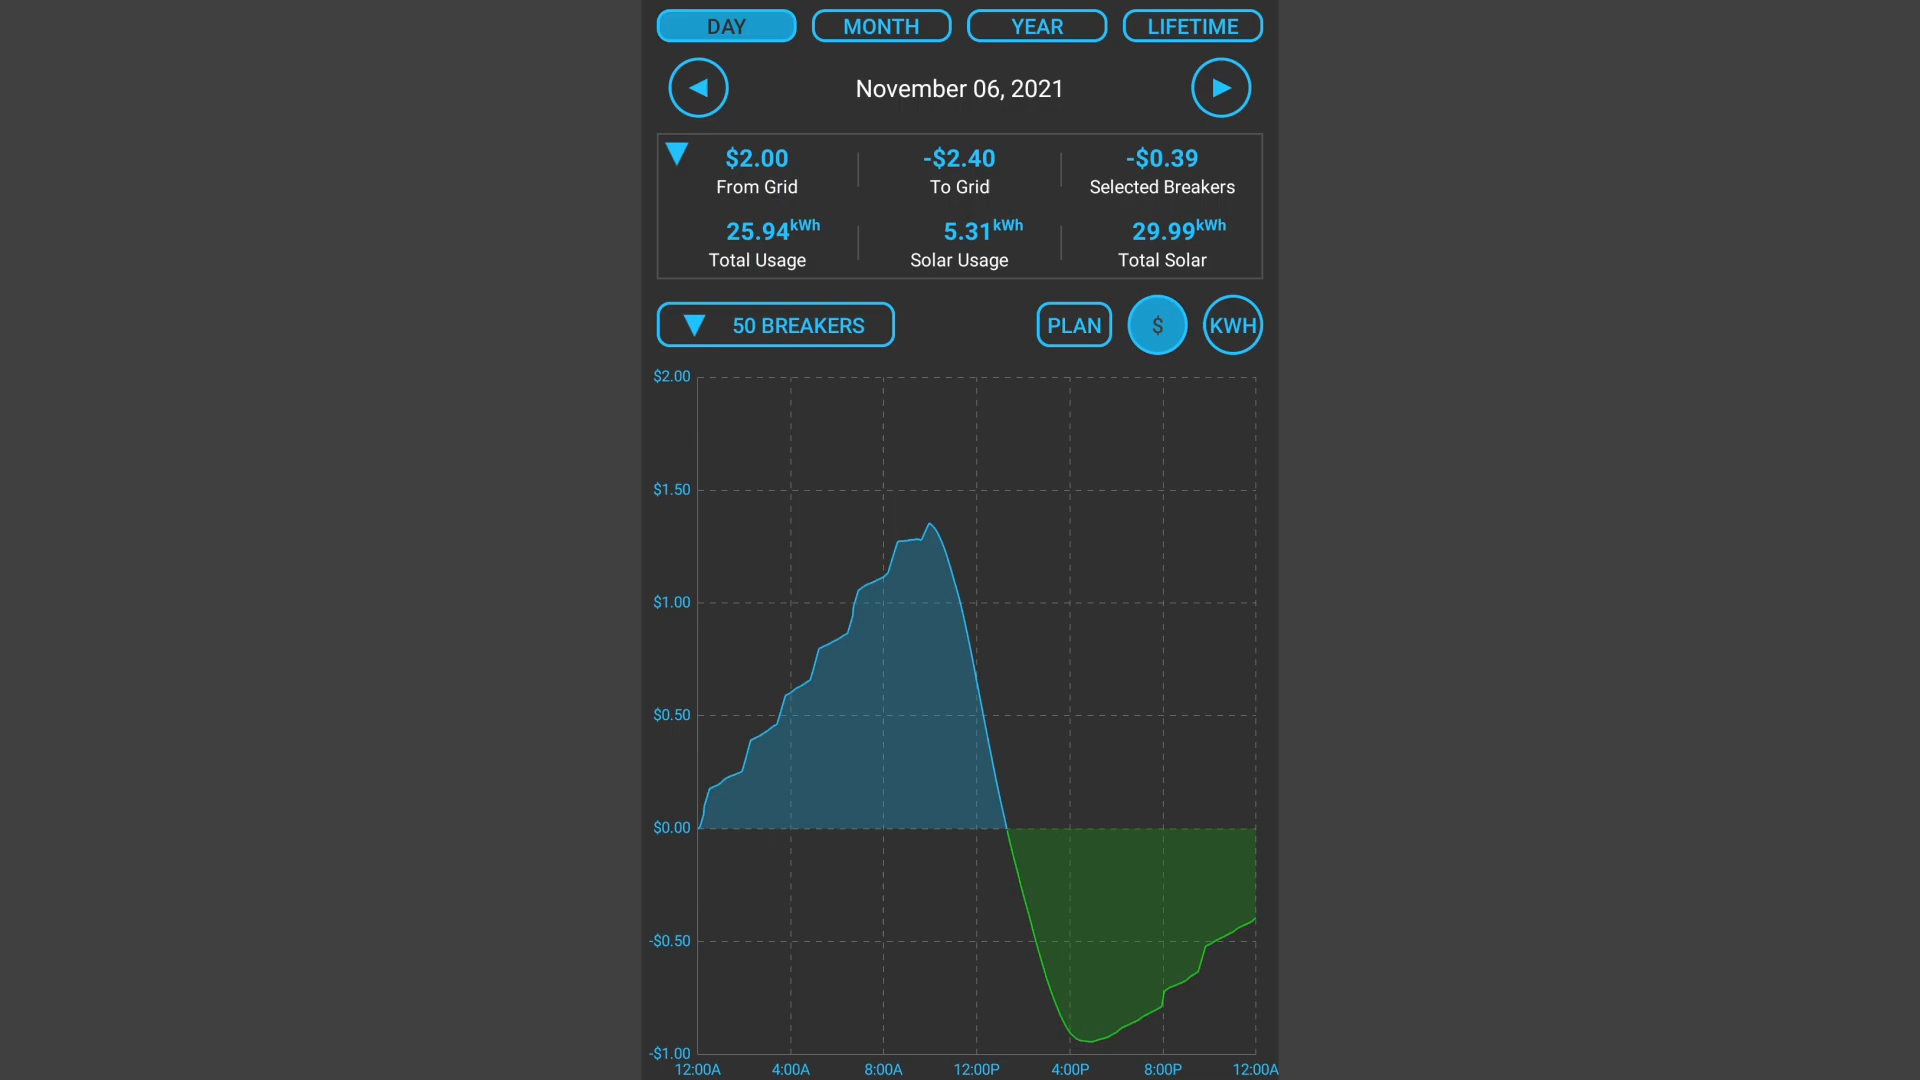 DAY MONTH YEAR LIFETIME
◀ November 06, 2021 ▶
▼ $2.00 -$2.40 -$0.39
From Grid To Grid Selected Breakers
25.94kWh 5.31kWh 29.99kWh
Total Usage Solar Usage Total Solar
▼ 50 BREAKERS PLAN $ KWH
$2.00
$1.50
$1.00
$0.50
$0.00
-$0.50
-$1.00
12:00A 4:00A 8:00A 12:00P 4:00P 8:00P 12:00A